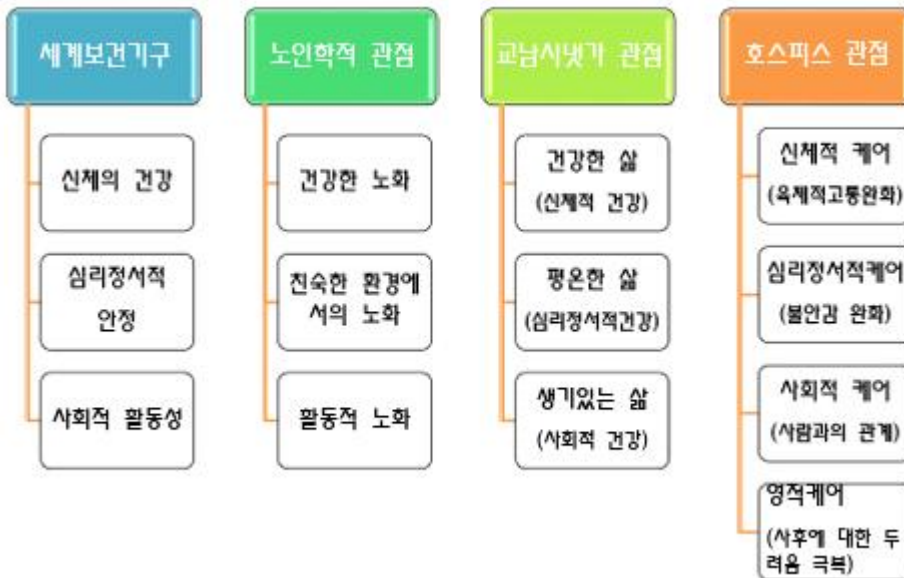 세계보건기구
신체의 건강
심리정서적
안정
사회적 활동성
노인학적 관점
건강한 노화
친숙한 환경에
서의 노화
활동적 노화
교남시냇가 관점
건강한 삶
(신체적 건강)
평온한 삶
(심리정서적건강)
생기있는 삶
(사회적 건강)
호스피스 관점
신체적 케어
(육체적고통완화)
심리정서적케어
(불안감 완화)
사회적 케어
(사람과의 관계)
영적케어
(사후에 대한 두
려움 극복)